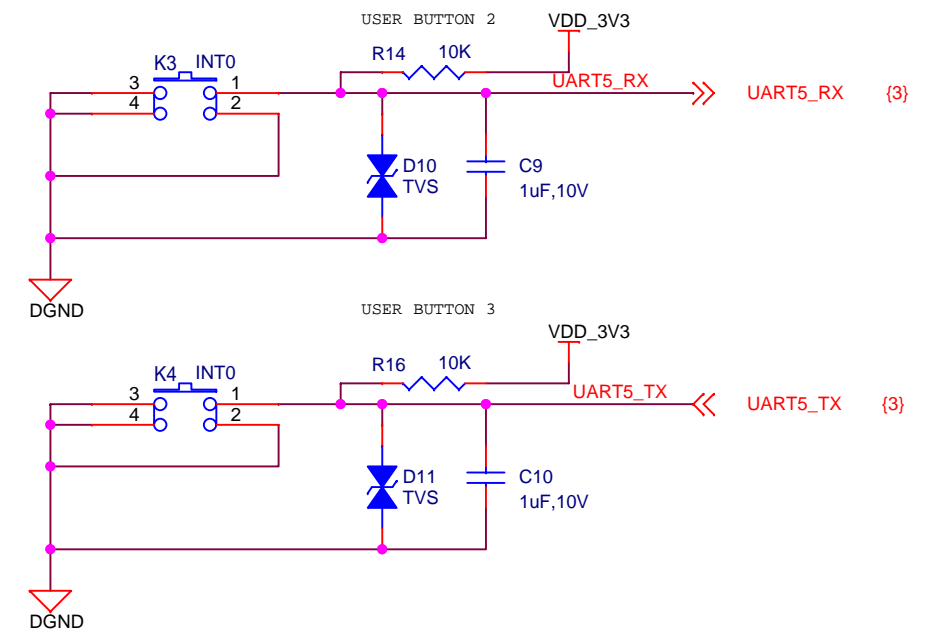 USER BUTTON 2
VDD_3V3
R14 10K
K3 INT0
UART5_RX
3 1
4 2
UART5_RX {3}
D10
TVS
C9
1uF,10V
DGND
USER BUTTON 3
VDD_3V3
R16 10K
K4 INT0
UART5_TX
3 1
4 2
UART5_TX {3}
D11
TVS
C10
1uF,10V
DGND